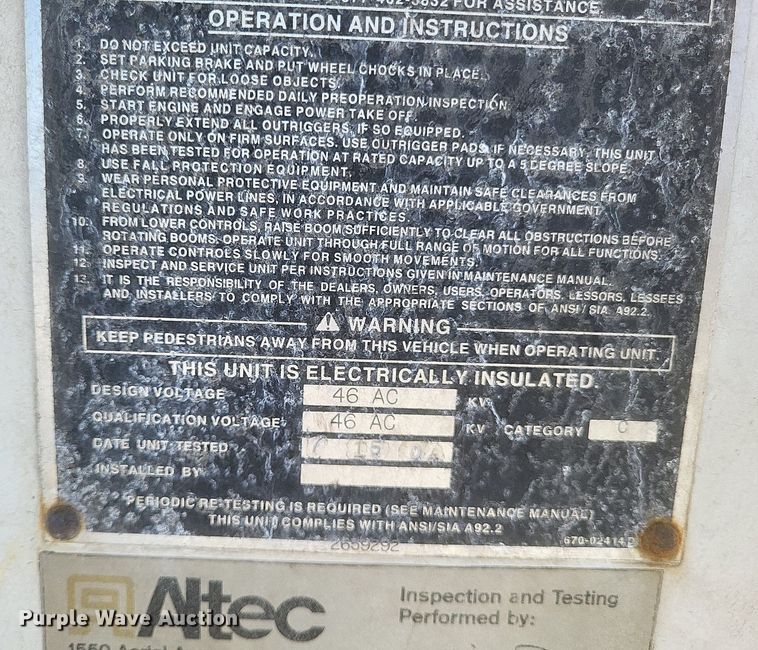 FOR ASSISTANCE.
OPERATION AND INSTRUCTIONS
1. DO NOT EXCEED UNIT CAPACITY.
2. SET PARKING BRAKE AND PUT WHEEL CHOCKS IN PLACE.
3. CHECK UNIT FOR LOOSE OBJECTS.
4. PERFORM RECOMMENDED DAILY PREOPERATION INSPECTION.
5. START ENGINE AND ENGAGE POWER TAKE OFF.
6. PROPERLY EXTEND ALL OUTRIGGERS, IF SO EQUIPPED.
7. OPERATE ONLY ON FIRM SURFACES. USE OUTRIGGER PADS, IF NECESSARY. THIS UNIT
HAS BEEN TESTED FOR OPERATION AT RATED CAPACITY UP TO A 5 DEGREE SLOPE.
8. USE FALL PROTECTION EQUIPMENT.
9. WEAR PERSONAL PROTECTIVE EQUIPMENT AND MAINTAIN SAFE CLEARANCES FROM
ELECTRICAL POWER LINES, IN ACCORDANCE WITH APPLICABLE GOVERNMENT
REGULATIONS AND SAFE WORK PRACTICES.
10. FROM LOWER CONTROLS, RAISE BOOM SUFFICIENTLY TO CLEAR ALL OBSTRUCTIONS BEFORE
ROTATING BOOMS. OPERATE UNIT THROUGH FULL RANGE OF MOTION FOR ALL FUNCTIONS.
11. OPERATE CONTROLS SLOWLY FOR SMOOTH MOVEMENTS.
12. INSPECT AND SERVICE UNIT PER INSTRUCTIONS GIVEN IN MAINTENANCE MANUAL.
13. IT IS THE RESPONSIBILITY OF THE DEALERS, OWNERS, USERS, OPERATORS, LESSORS, LESSEES
AND INSTALLERS TO COMPLY WITH THE APPROPRIATE SECTIONS OF ANSI/SIA A92.2.
WARNING
KEEP PEDESTRIANS AWAY FROM THIS VEHICLE WHEN OPERATING UNIT.
THIS UNIT IS ELECTRICALLY INSULATED.
DESIGN VOLTAGE 46 AC KV
QUALIFICATION VOLTAGE 46 AC KV CATEGORY C
DATE UNIT TESTED
INSTALLED BY
PERIODIC RE-TESTING IS REQUIRED (SEE MAINTENANCE MANUAL)
THIS UNIT COMPLIES WITH ANSI/SIA A92.2
2659292 670-02414
Altec Inspection and Testing
Performed by:
1550 Aerial
Purple Wave Auction